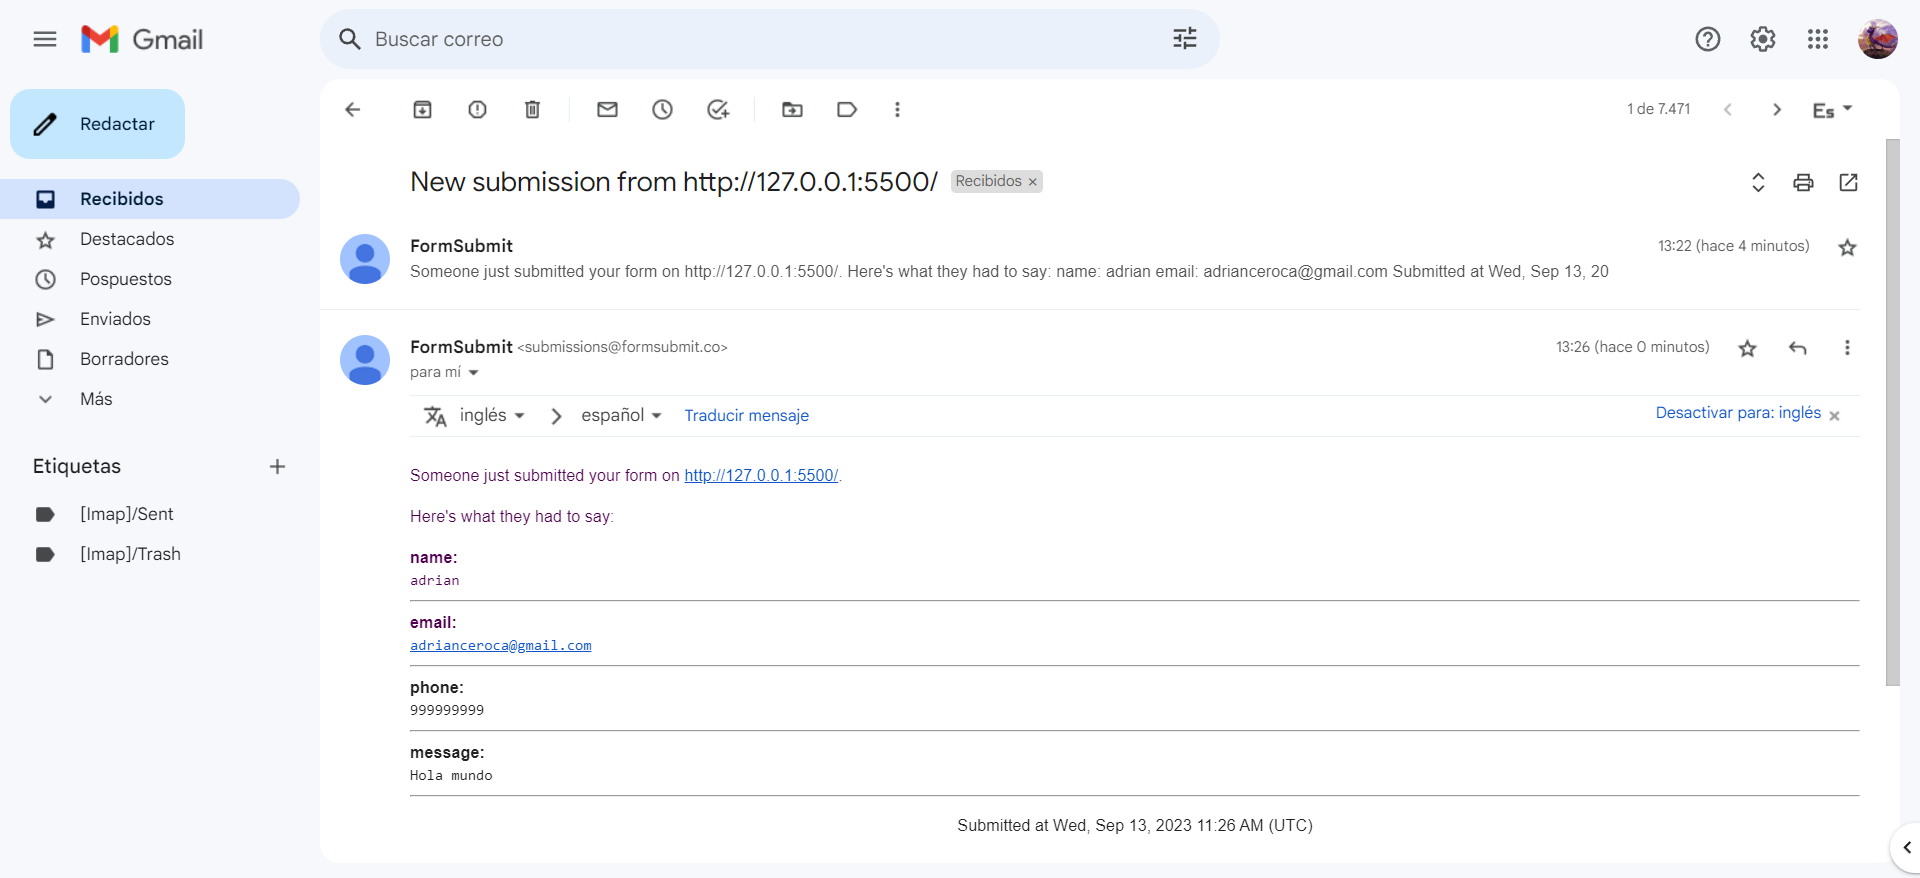 Gmail
Buscar correo
Redactar
1 de 7.471
Es
Recibidos
Destacados
Pospuestos
Enviados
Borradores
Más
Etiquetas
[Imap]/Sent
[Imap]/Trash
New submission from http://127.0.0.1:5500/ Recibidos ×
FormSubmit 13:22 (hace 4 minutos)
Someone just submitted your form on http://127.0.0.1:5500/. Here's what they had to say: name: adrian email: adrianceroca@gmail.com Submitted at Wed, Sep 13, 20
FormSubmit <submissions@formsubmit.co> 13:26 (hace 0 minutos)
para mí
inglés español Traducir mensaje Desactivar para: inglés ×
Someone just submitted your form on http://127.0.0.1:5500/.
Here's what they had to say:
name:
adrian
email:
adrianceroca@gmail.com
phone:
999999999
message:
Hola mundo
Submitted at Wed, Sep 13, 2023 11:26 AM (UTC)